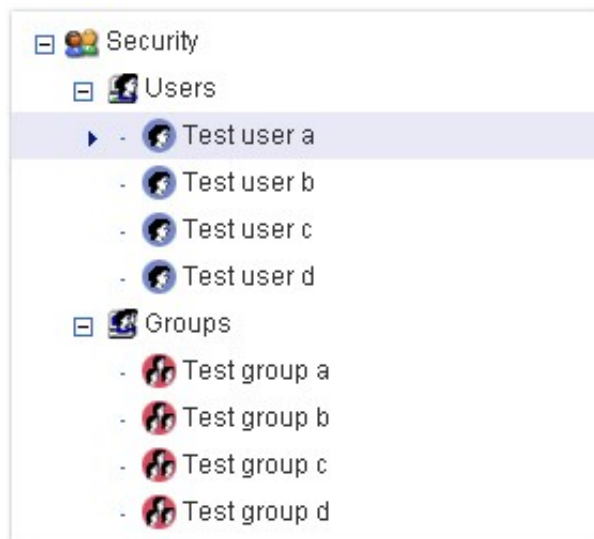 Security
Users
Test user a
Test user b
Test user c
Test user d
Groups
Test group a
Test group b
Test group c
Test group d